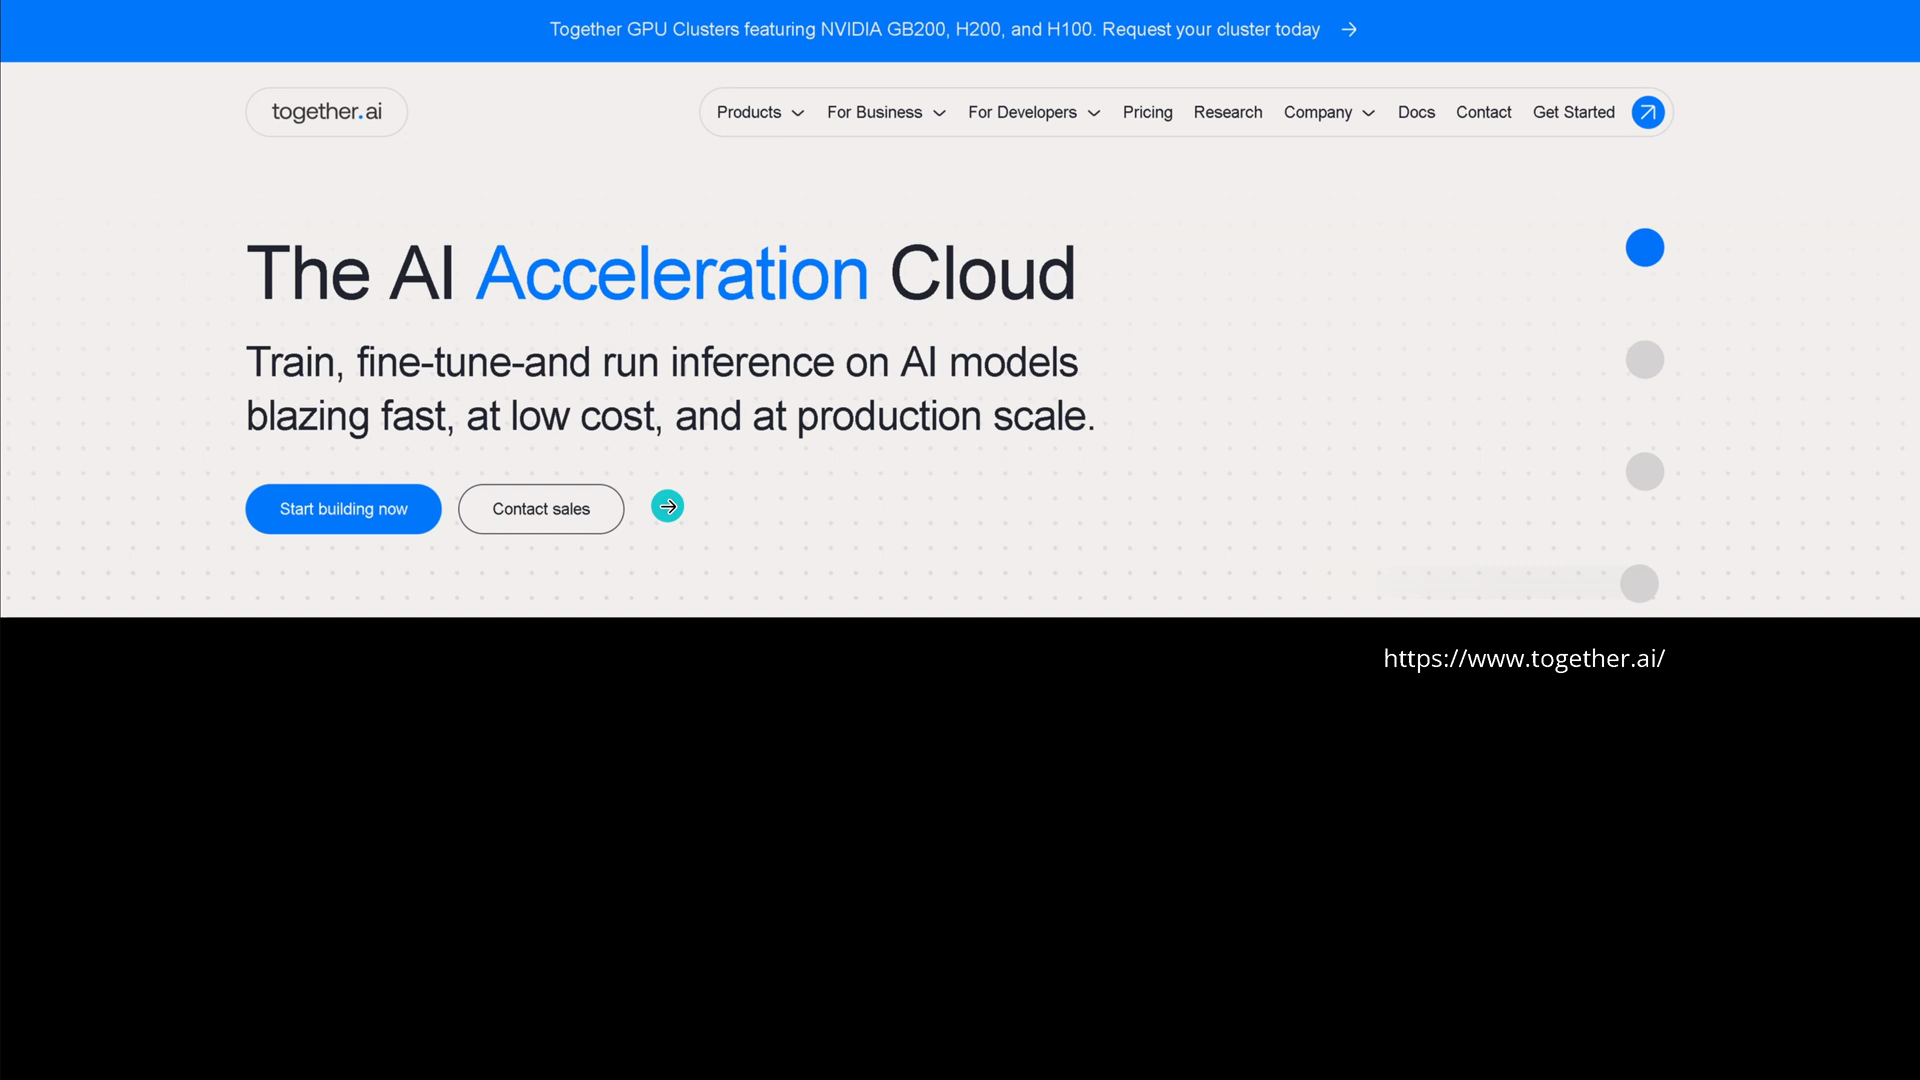 Together GPU Clusters featuring NVIDIA GB200, H200, and H100. Request your cluster today →
together.ai
Products For Business For Developers Pricing Research Company Docs Contact Get Started
The AI Acceleration Cloud
Train, fine-tune-and run inference on AI models
blazing fast, at low cost, and at production scale.
Start building now Contact sales
https://www.together.ai/